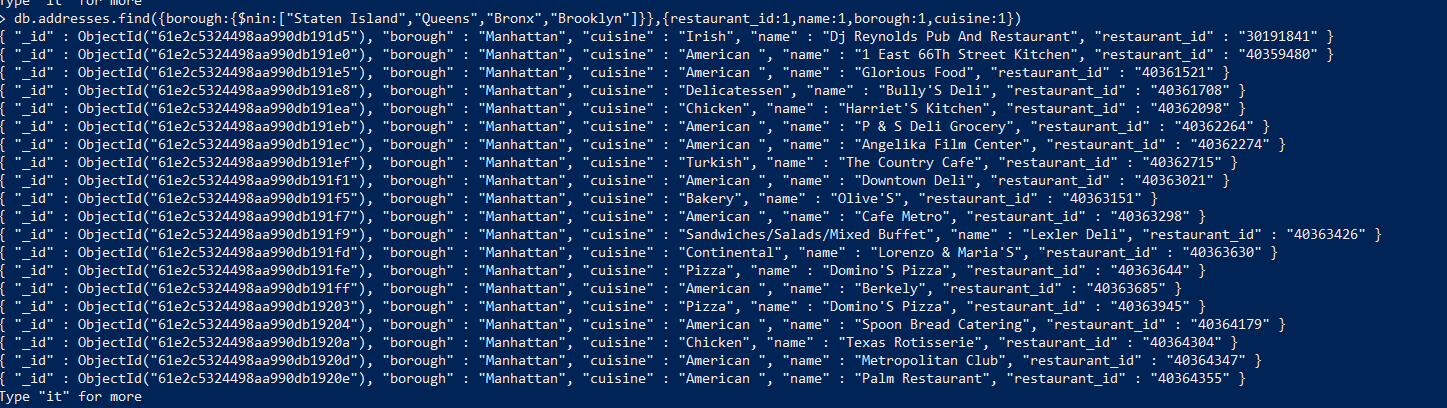 Type "it" for more
> db.addresses.find({borough:{$nin:["Staten Island","Queens","Bronx","Brooklyn"]}},{restaurant_id:1,name:1,borough:1,cuisine:1})
{ "_id" : ObjectId("61e2c5324498aa990db191d5"), "borough" : "Manhattan", "cuisine" : "Irish", "name" : "Dj Reynolds Pub And Restaurant", "restaurant_id" : "30191841" }
{ "_id" : ObjectId("61e2c5324498aa990db191e0"), "borough" : "Manhattan", "cuisine" : "American ", "name" : "1 East 66Th Street Kitchen", "restaurant_id" : "40359480" }
{ "_id" : ObjectId("61e2c5324498aa990db191e5"), "borough" : "Manhattan", "cuisine" : "American ", "name" : "Glorious Food", "restaurant_id" : "40361521" }
{ "_id" : ObjectId("61e2c5324498aa990db191e8"), "borough" : "Manhattan", "cuisine" : "Delicatessen", "name" : "Bully'S Deli", "restaurant_id" : "40361708" }
{ "_id" : ObjectId("61e2c5324498aa990db191ea"), "borough" : "Manhattan", "cuisine" : "Chicken", "name" : "Harriet'S Kitchen", "restaurant_id" : "40362098" }
{ "_id" : ObjectId("61e2c5324498aa990db191eb"), "borough" : "Manhattan", "cuisine" : "American ", "name" : "P & S Deli Grocery", "restaurant_id" : "40362264" }
{ "_id" : ObjectId("61e2c5324498aa990db191ec"), "borough" : "Manhattan", "cuisine" : "American ", "name" : "Angelika Film Center", "restaurant_id" : "40362274" }
{ "_id" : ObjectId("61e2c5324498aa990db191ef"), "borough" : "Manhattan", "cuisine" : "Turkish", "name" : "The Country Cafe", "restaurant_id" : "40362715" }
{ "_id" : ObjectId("61e2c5324498aa990db191f1"), "borough" : "Manhattan", "cuisine" : "American ", "name" : "Downtown Deli", "restaurant_id" : "40363021" }
{ "_id" : ObjectId("61e2c5324498aa990db191f5"), "borough" : "Manhattan", "cuisine" : "Bakery", "name" : "Olive'S", "restaurant_id" : "40363151" }
{ "_id" : ObjectId("61e2c5324498aa990db191f7"), "borough" : "Manhattan", "cuisine" : "American ", "name" : "Cafe Metro", "restaurant_id" : "40363298" }
{ "_id" : ObjectId("61e2c5324498aa990db191f9"), "borough" : "Manhattan", "cuisine" : "Sandwiches/Salads/Mixed Buffet", "name" : "Lexler Deli", "restaurant_id" : "40363426" }
{ "_id" : ObjectId("61e2c5324498aa990db191fd"), "borough" : "Manhattan", "cuisine" : "Continental", "name" : "Lorenzo & Maria'S", "restaurant_id" : "40363630" }
{ "_id" : ObjectId("61e2c5324498aa990db191fe"), "borough" : "Manhattan", "cuisine" : "Pizza", "name" : "Domino'S Pizza", "restaurant_id" : "40363644" }
{ "_id" : ObjectId("61e2c5324498aa990db191ff"), "borough" : "Manhattan", "cuisine" : "American ", "name" : "Berkely", "restaurant_id" : "40363685" }
{ "_id" : ObjectId("61e2c5324498aa990db19203"), "borough" : "Manhattan", "cuisine" : "Pizza", "name" : "Domino'S Pizza", "restaurant_id" : "40363945" }
{ "_id" : ObjectId("61e2c5324498aa990db19204"), "borough" : "Manhattan", "cuisine" : "American ", "name" : "Spoon Bread Catering", "restaurant_id" : "40364179" }
{ "_id" : ObjectId("61e2c5324498aa990db1920a"), "borough" : "Manhattan", "cuisine" : "Chicken", "name" : "Texas Rotisserie", "restaurant_id" : "40364304" }
{ "_id" : ObjectId("61e2c5324498aa990db1920d"), "borough" : "Manhattan", "cuisine" : "American ", "name" : "Metropolitan Club", "restaurant_id" : "40364347" }
{ "_id" : ObjectId("61e2c5324498aa990db1920e"), "borough" : "Manhattan", "cuisine" : "American ", "name" : "Palm Restaurant", "restaurant_id" : "40364355" }
Type "it" for more